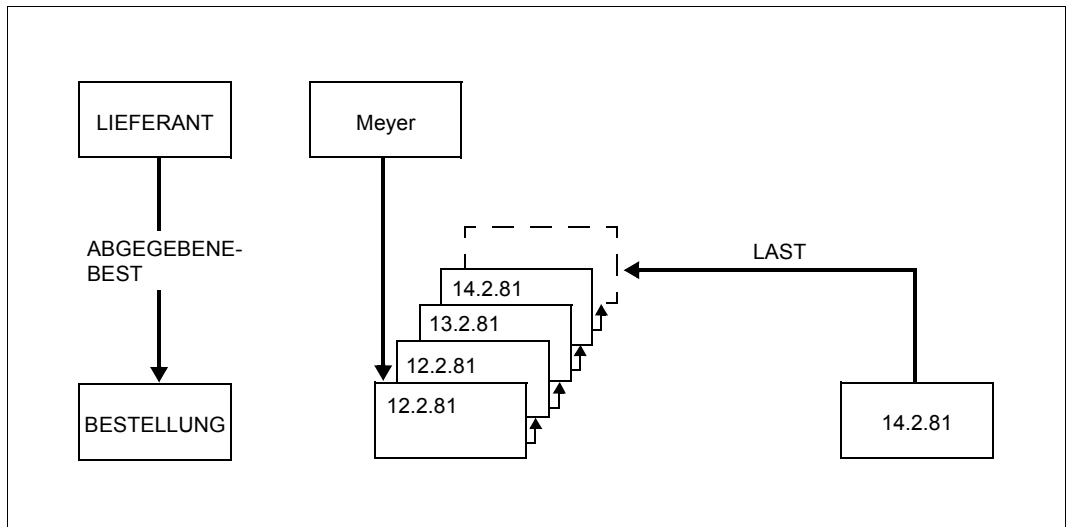 LIEFERANT
Meyer
ABGEGEBENE-
BEST
LAST
14.2.81
13.2.81
12.2.81
12.2.81
BESTELLUNG
14.2.81